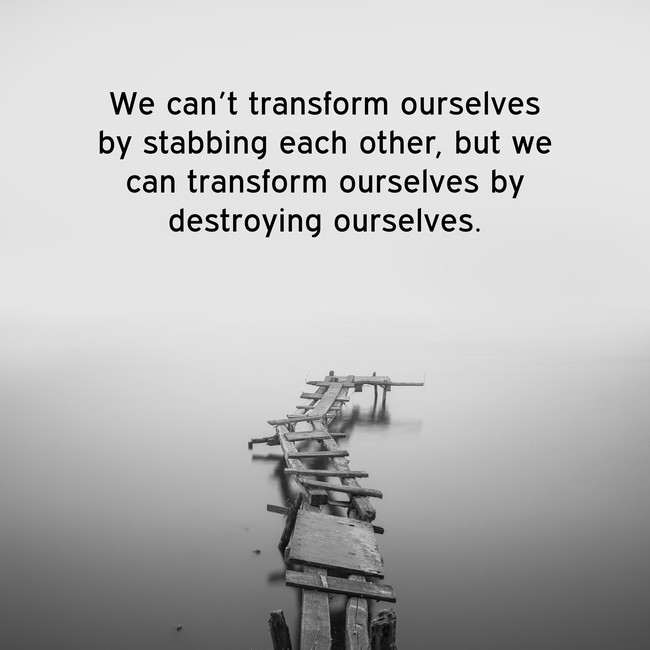 We can't transform ourselves
by stabbing each other, but we
can transform ourselves by
destroying ourselves.